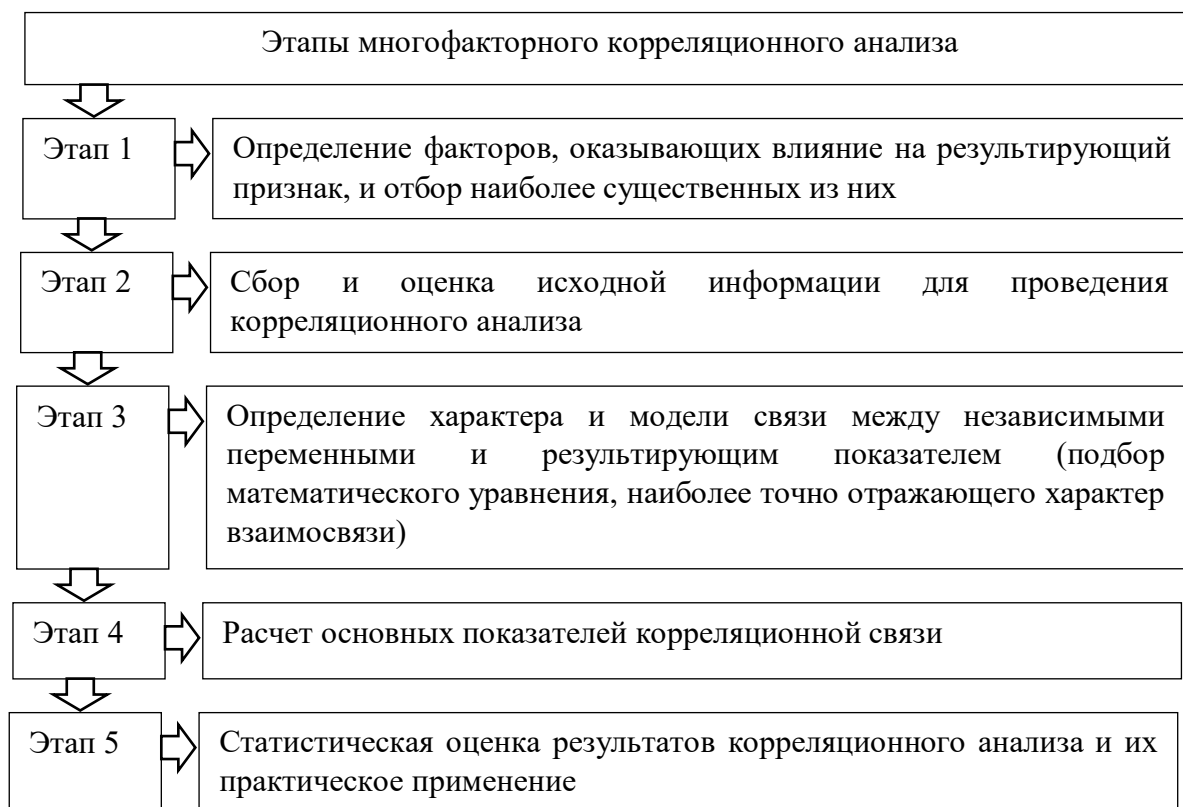 Этапы многофакторного корреляционного анализа
Этап 1
Определение факторов, оказывающих влияние на результирующий
признак, и отбор наиболее существенных из них
Этап 2
Сбор и оценка исходной информации для проведения
корреляционного анализа
Этап 3
Определение характера и модели связи между независимыми
переменными и результирующим показателем (подбор
математического уравнения, наиболее точно отражающего характер
взаимосвязи)
Этап 4
Расчет основных показателей корреляционной связи
Этап 5
Статистическая оценка результатов корреляционного анализа и их
практическое применение